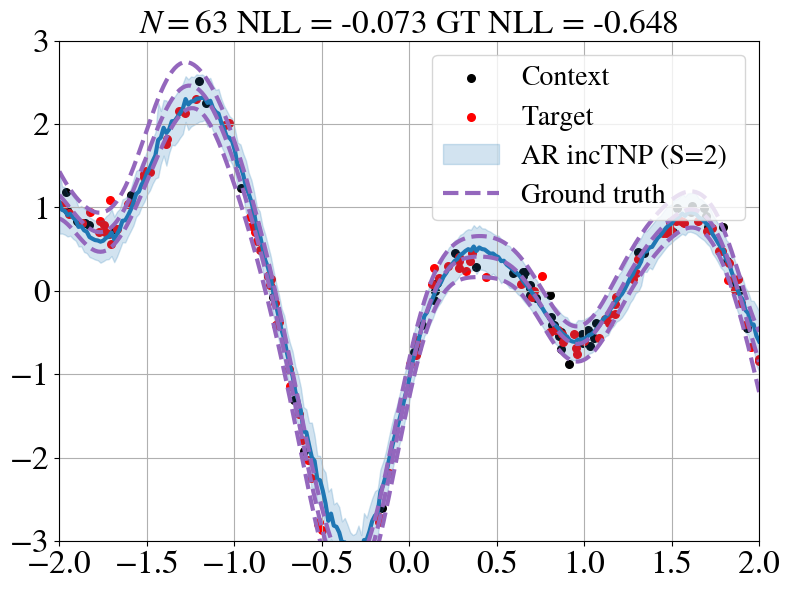 N = 63 NLL = -0.073 GT NLL = -0.648
Context
Target
AR incTNP (S=2)
Ground truth
3
2
1
0
−1
−2
−3
−2.0 −1.5 −1.0 −0.5 0.0 0.5 1.0 1.5 2.0